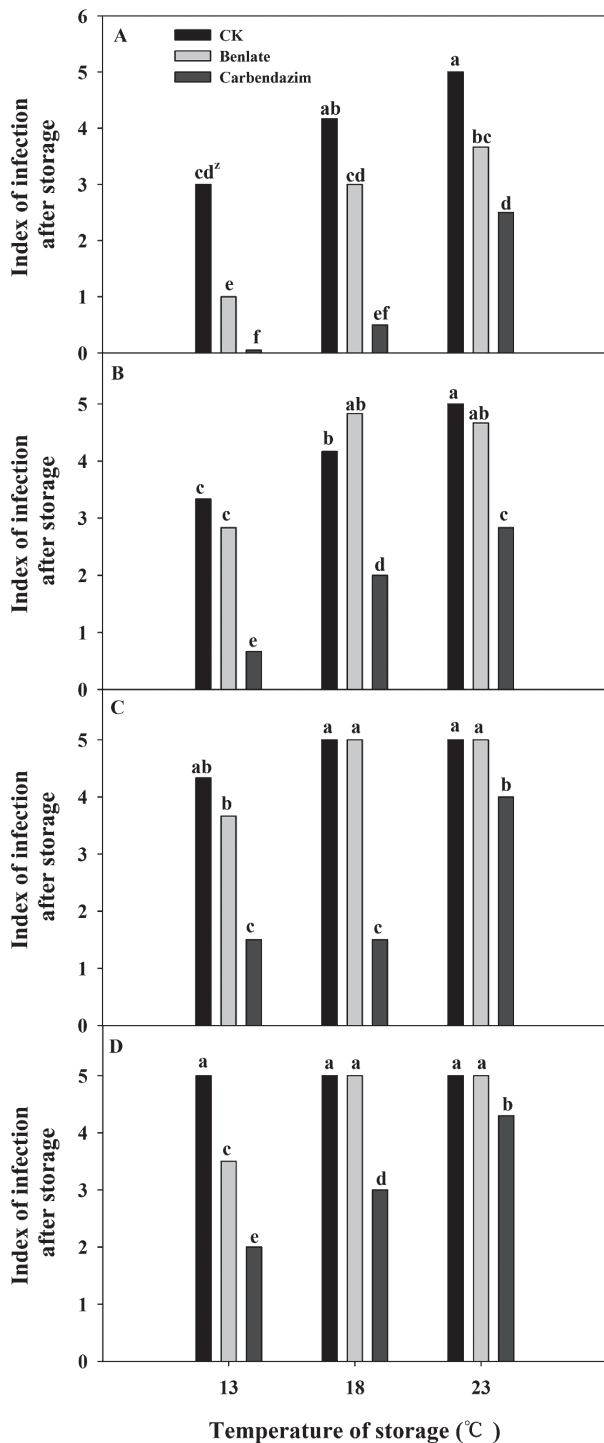 A
CK
Benlate
Carbendazim
Index of infection
after storage
6
5
4
3
2
1
0
cdᶻ
e
f
ab
cd
ef
a
bc
d
B
Index of infection
after storage
5
4
3
2
1
0
c
c
e
b
ab
d
a
ab
c
C
Index of infection
after storage
5
4
3
2
1
0
ab
b
c
a
a
c
a
a
b
D
Index of infection
after storage
5
4
3
2
1
0
a
c
e
a
a
d
a
a
b
13
18
23
Temperature of storage (℃)